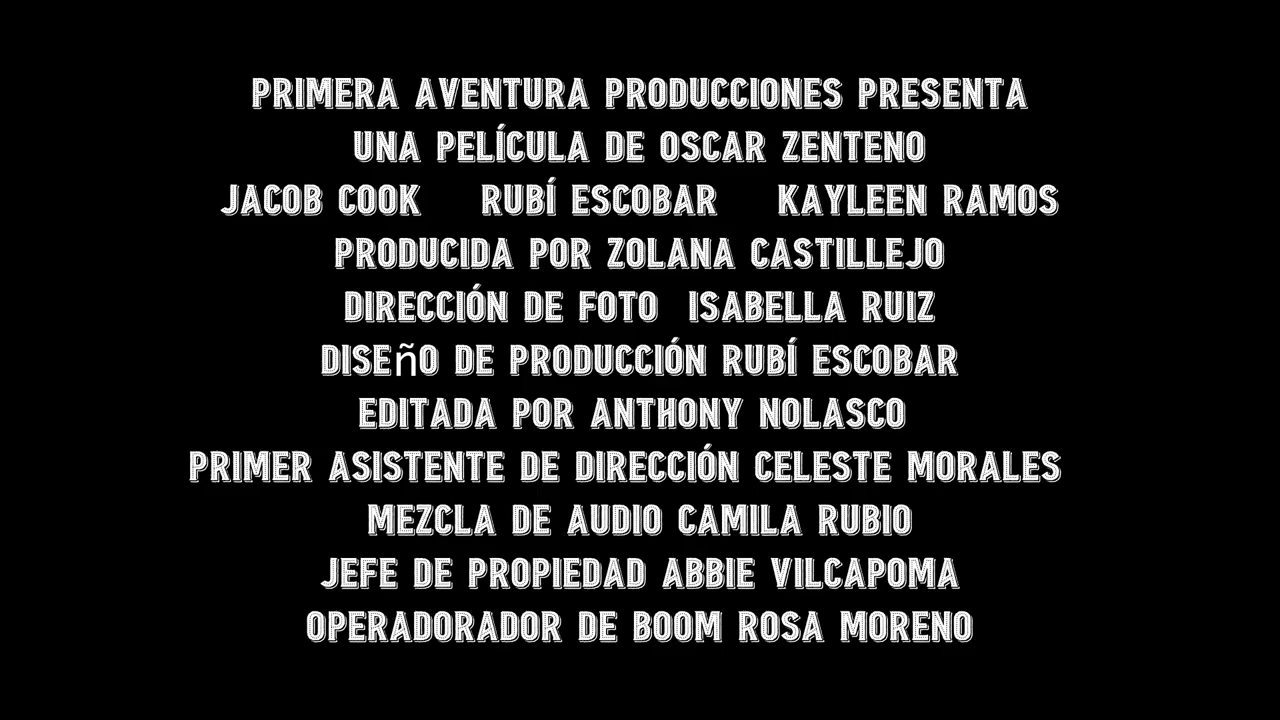 PRIMERA AVENTURA PRODUCCIONES PRESENTA
UNA PELÍCULA DE OSCAR ZENTENO
JACOB COOK RUBÍ ESCOBAR KAYLEEN RAMOS
PRODUCIDA POR ZOLANA CASTILLEJO
DIRECCIÓN DE FOTO ISABELLA RUIZ
DISEñO DE PRODUCCIÓN RUBÍ ESCOBAR
EDITADA POR ANTHONY NOLASCO
PRIMER ASISTENTE DE DIRECCIÓN CELESTE MORALES
MEZCLA DE AUDIO CAMILA RUBIO
JEFE DE PROPIEDAD ABBIE VILCAPOMA
OPERADORADOR DE BOOM ROSA MORENO